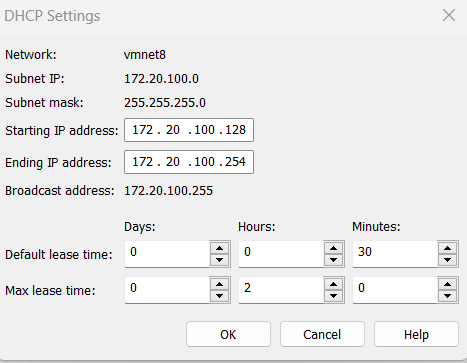 DHCP Settings
Network: vmnet8
Subnet IP: 172.20.100.0
Subnet mask: 255.255.255.0
Starting IP address: 172 . 20 .100 .128
Ending IP address: 172 . 20 .100 .254
Broadcast address: 172.20.100.255
Days: Hours: Minutes:
Default lease time: 0 0 30
Max lease time: 0 2 0
OK Cancel Help